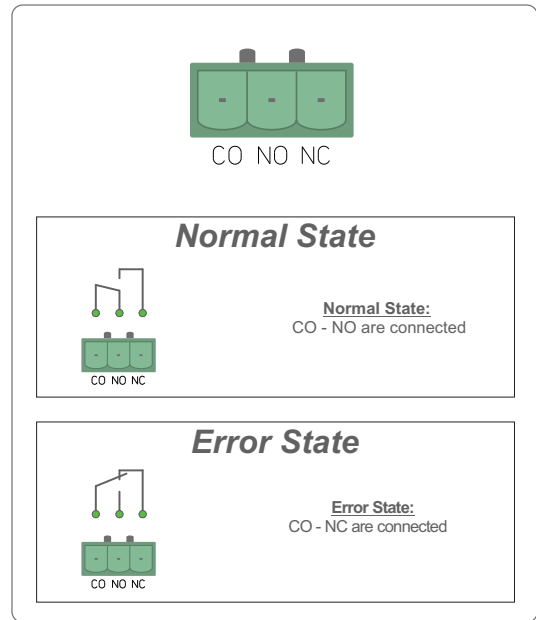 CO NO NC
Normal State
Normal State:
CO - NO are connected
CO NO NC
Error State
Error State:
CO - NC are connected
CO NO NC